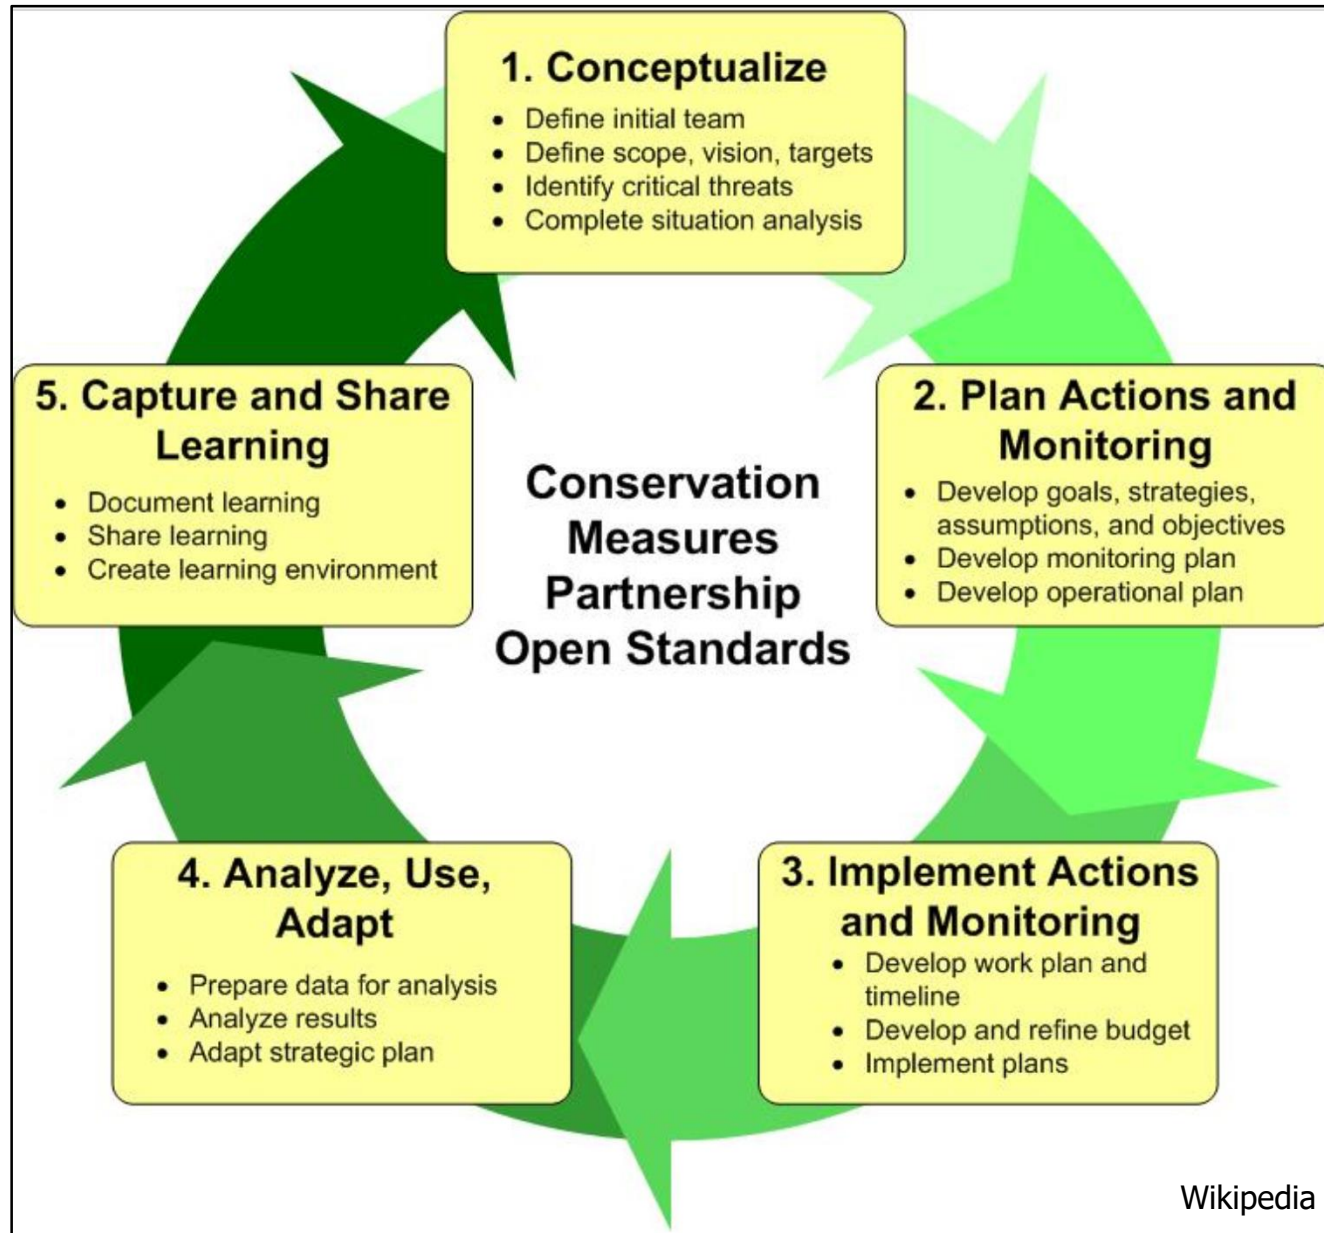 1. Conceptualize
• Define initial team
• Define scope, vision, targets
• Identify critical threats
• Complete situation analysis
2. Plan Actions and
Monitoring
• Develop goals, strategies,
assumptions, and objectives
• Develop monitoring plan
• Develop operational plan
3. Implement Actions
and Monitoring
• Develop work plan and
timeline
• Develop and refine budget
• Implement plans
4. Analyze, Use,
Adapt
• Prepare data for analysis
• Analyze results
• Adapt strategic plan
5. Capture and Share
Learning
• Document learning
• Share learning
• Create learning environment
Conservation
Measures
Partnership
Open Standards
Wikipedia